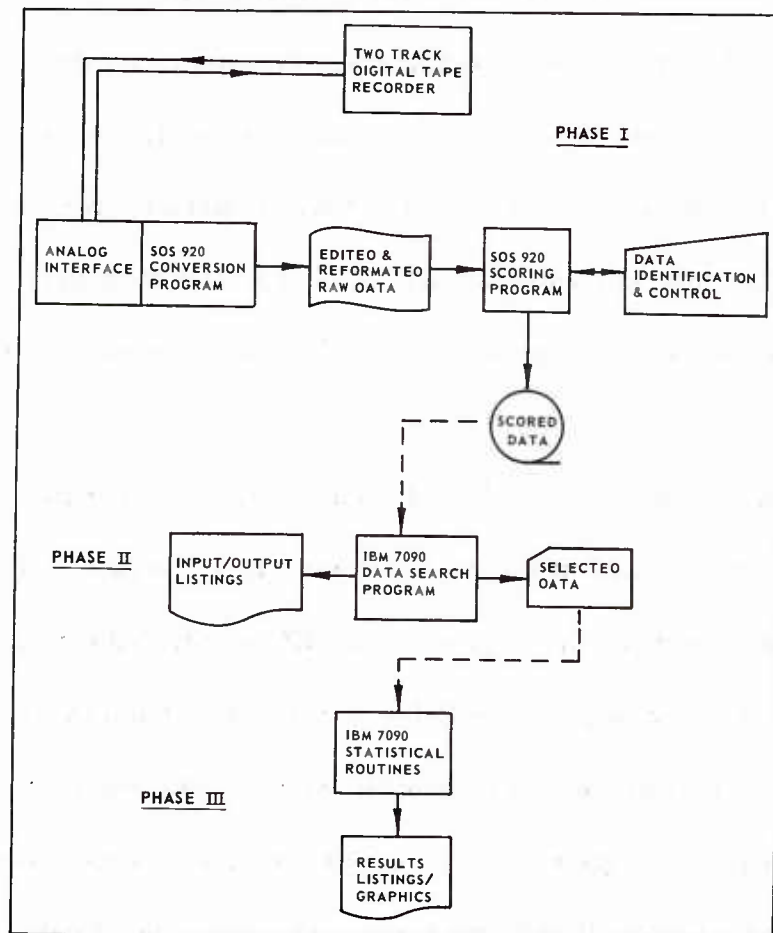 TWO TRACK
OIGITAL TAPE
RECORDER
PHASE I
ANALOG
INTERFACE
SOS 920
CONVERSION
PROGRAM
EDITEO &
REFORMATEO
RAW DATA
SOS 920
SCORING
PROGRAM
DATA
IDENTIFICATION
& CONTROL
SCORED
DATA
PHASE II
INPUT/OUTPUT
LISTINGS
IBM 7090
DATA SEARCH
PROGRAM
SELECTEO
OATA
IBM 7090
STATISTICAL
ROUTINES
PHASE III
RESULTS
LISTINGS/
GRAPHICS